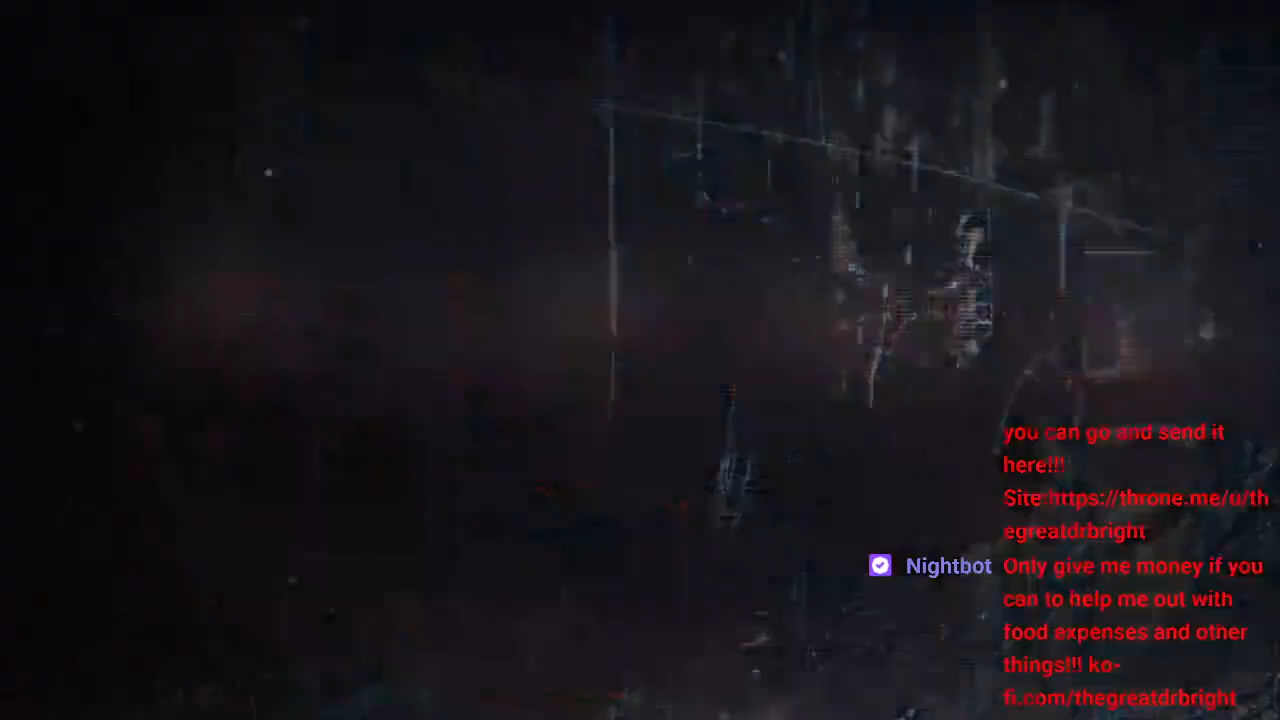 you can go and send it
here!!!
Site:https://throne.me/u/th
egreatdrbright
Nightbot Only give me money if you
can to help me out with
food expenses and other
things!!! ko-
fi.com/thegreatdrbright